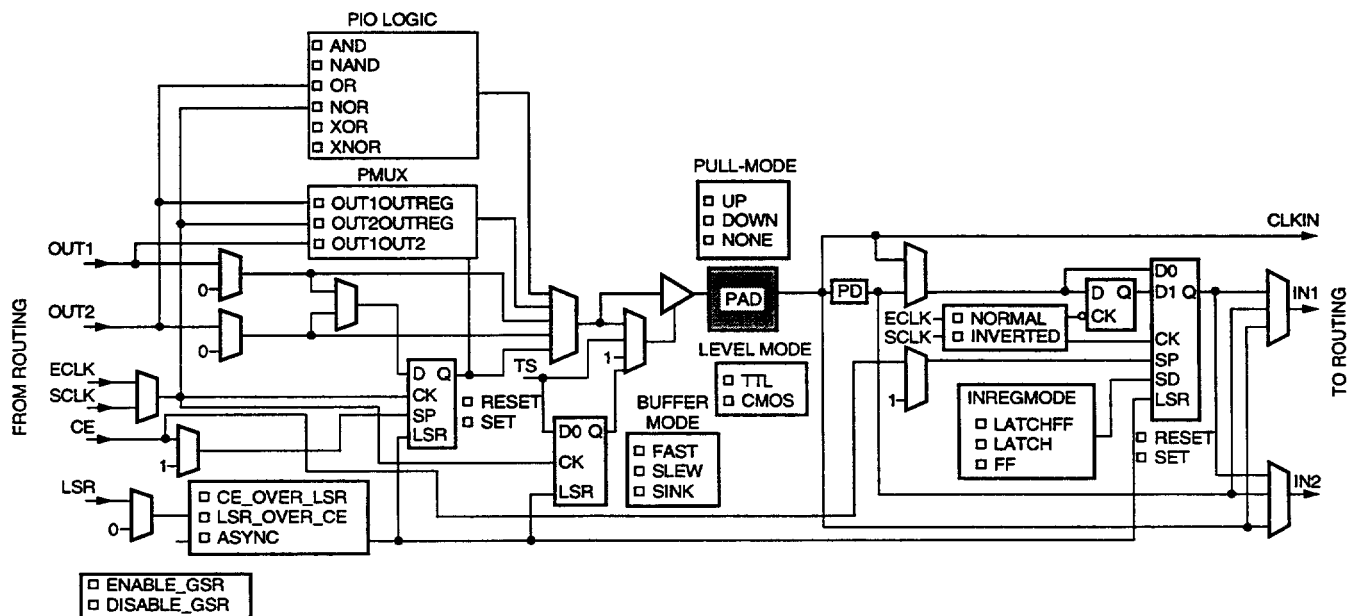 PIO LOGIC
AND
NAND
OR
NOR
XOR
XNOR
PMUX
OUT1OUTREG
OUT2OUTREG
OUT1OUT2
PULL-MODE
UP
DOWN
NONE
CLKIN
OUT1
0
OUT2
0
FROM ROUTING
ECLK
SCLK
CE
1
LSR
0
D Q
CK
SP
LSR
RESET
SET
TS
1
D0 Q
CK
LSR
PAD
LEVEL MODE
TTL
CMOS
BUFFER
MODE
FAST
SLEW
SINK
PD
ECLK
SCLK
NORMAL
INVERTED
1
D Q
CK
D0
D1 Q
CK
SP
SD
LSR
RESET
SET
INREGMODE
LATCHFF
LATCH
FF
IN1
IN2
TO ROUTING
CE_OVER_LSR
LSR_OVER_CE
ASYNC
ENABLE_GSR
DISABLE_GSR